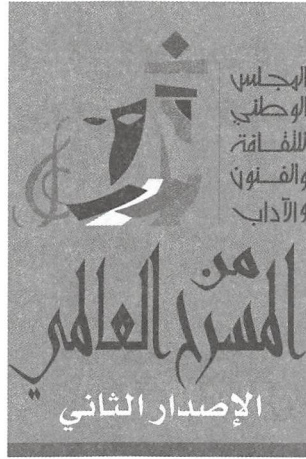 المجلس
الوطني
للثقافة
والفنون
والآداب
من
المسرح العالمي
الإصدار الثاني